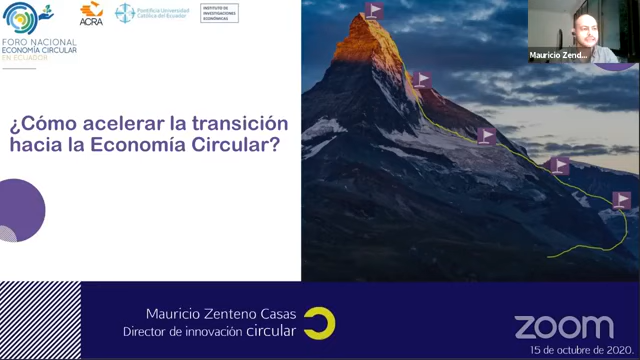 FORO NACIONAL
ECONOMÍA CIRCULAR
EN ECUADOR
ACRA
Pontificia Universidad
Católica del Ecuador
INSTITUTO DE
INVESTIGACIONES
ECONÓMICAS
Mauricio Zend...
¿Cómo acelerar la transición
hacia la Economía Circular?
Mauricio Zenteno Casas
Director de innovación circular
zoom
15 de octubre de 2020.